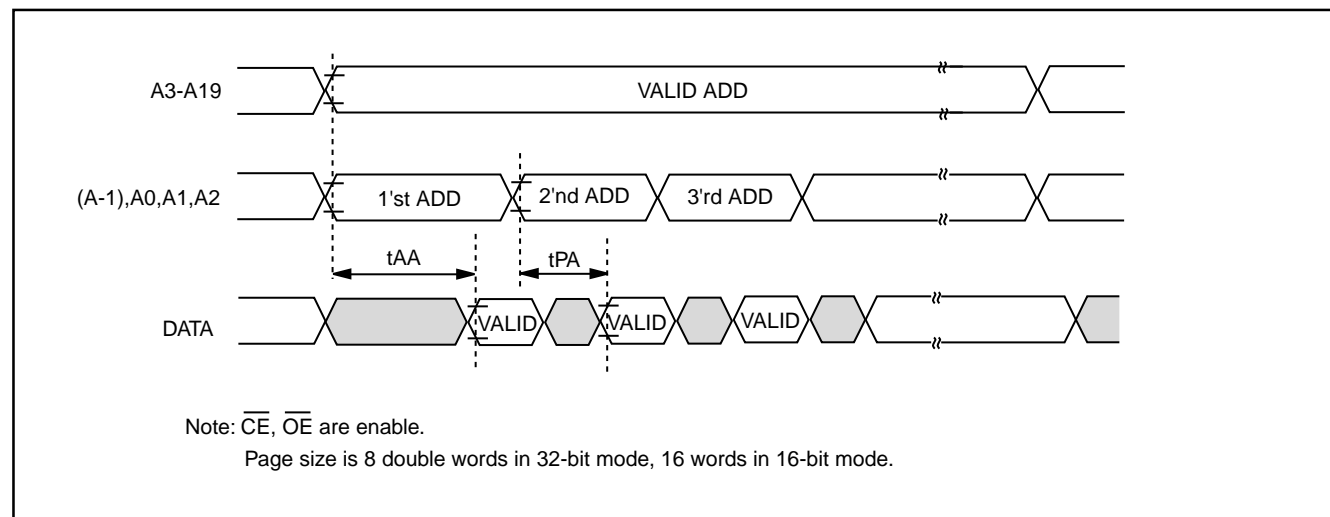 A3-A19
VALID ADD
(A-1),A0,A1,A2
1'st ADD
2'nd ADD
3'rd ADD
tAA
tPA
DATA
VALID
VALID
VALID
Note: C̅E̅, O̅E̅ are enable.
Page size is 8 double words in 32-bit mode, 16 words in 16-bit mode.